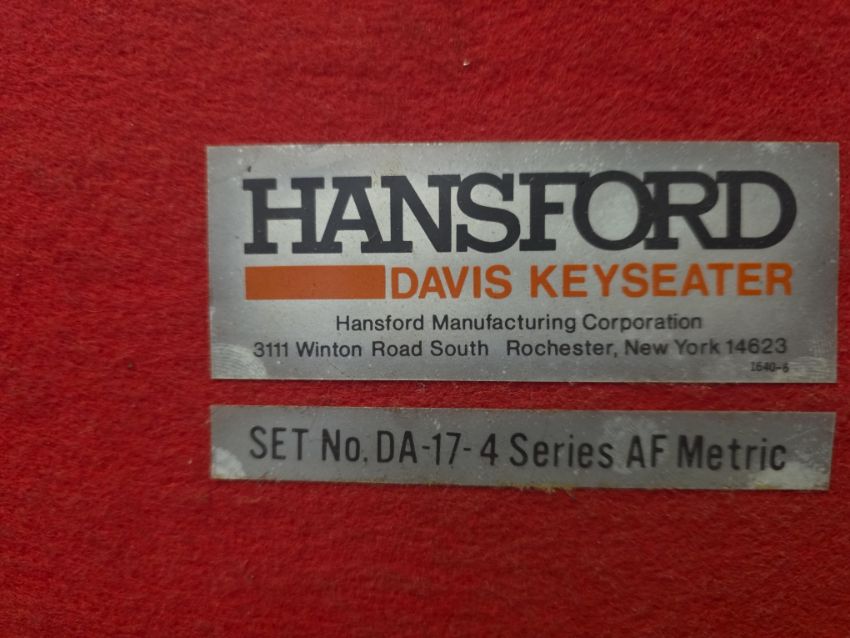 HANSFORD
DAVIS KEYSEATER
Hansford Manufacturing Corporation
3111 Winton Road South Rochester, New York 14623
1640-6
SET No. DA-17-4 Series AF Metric